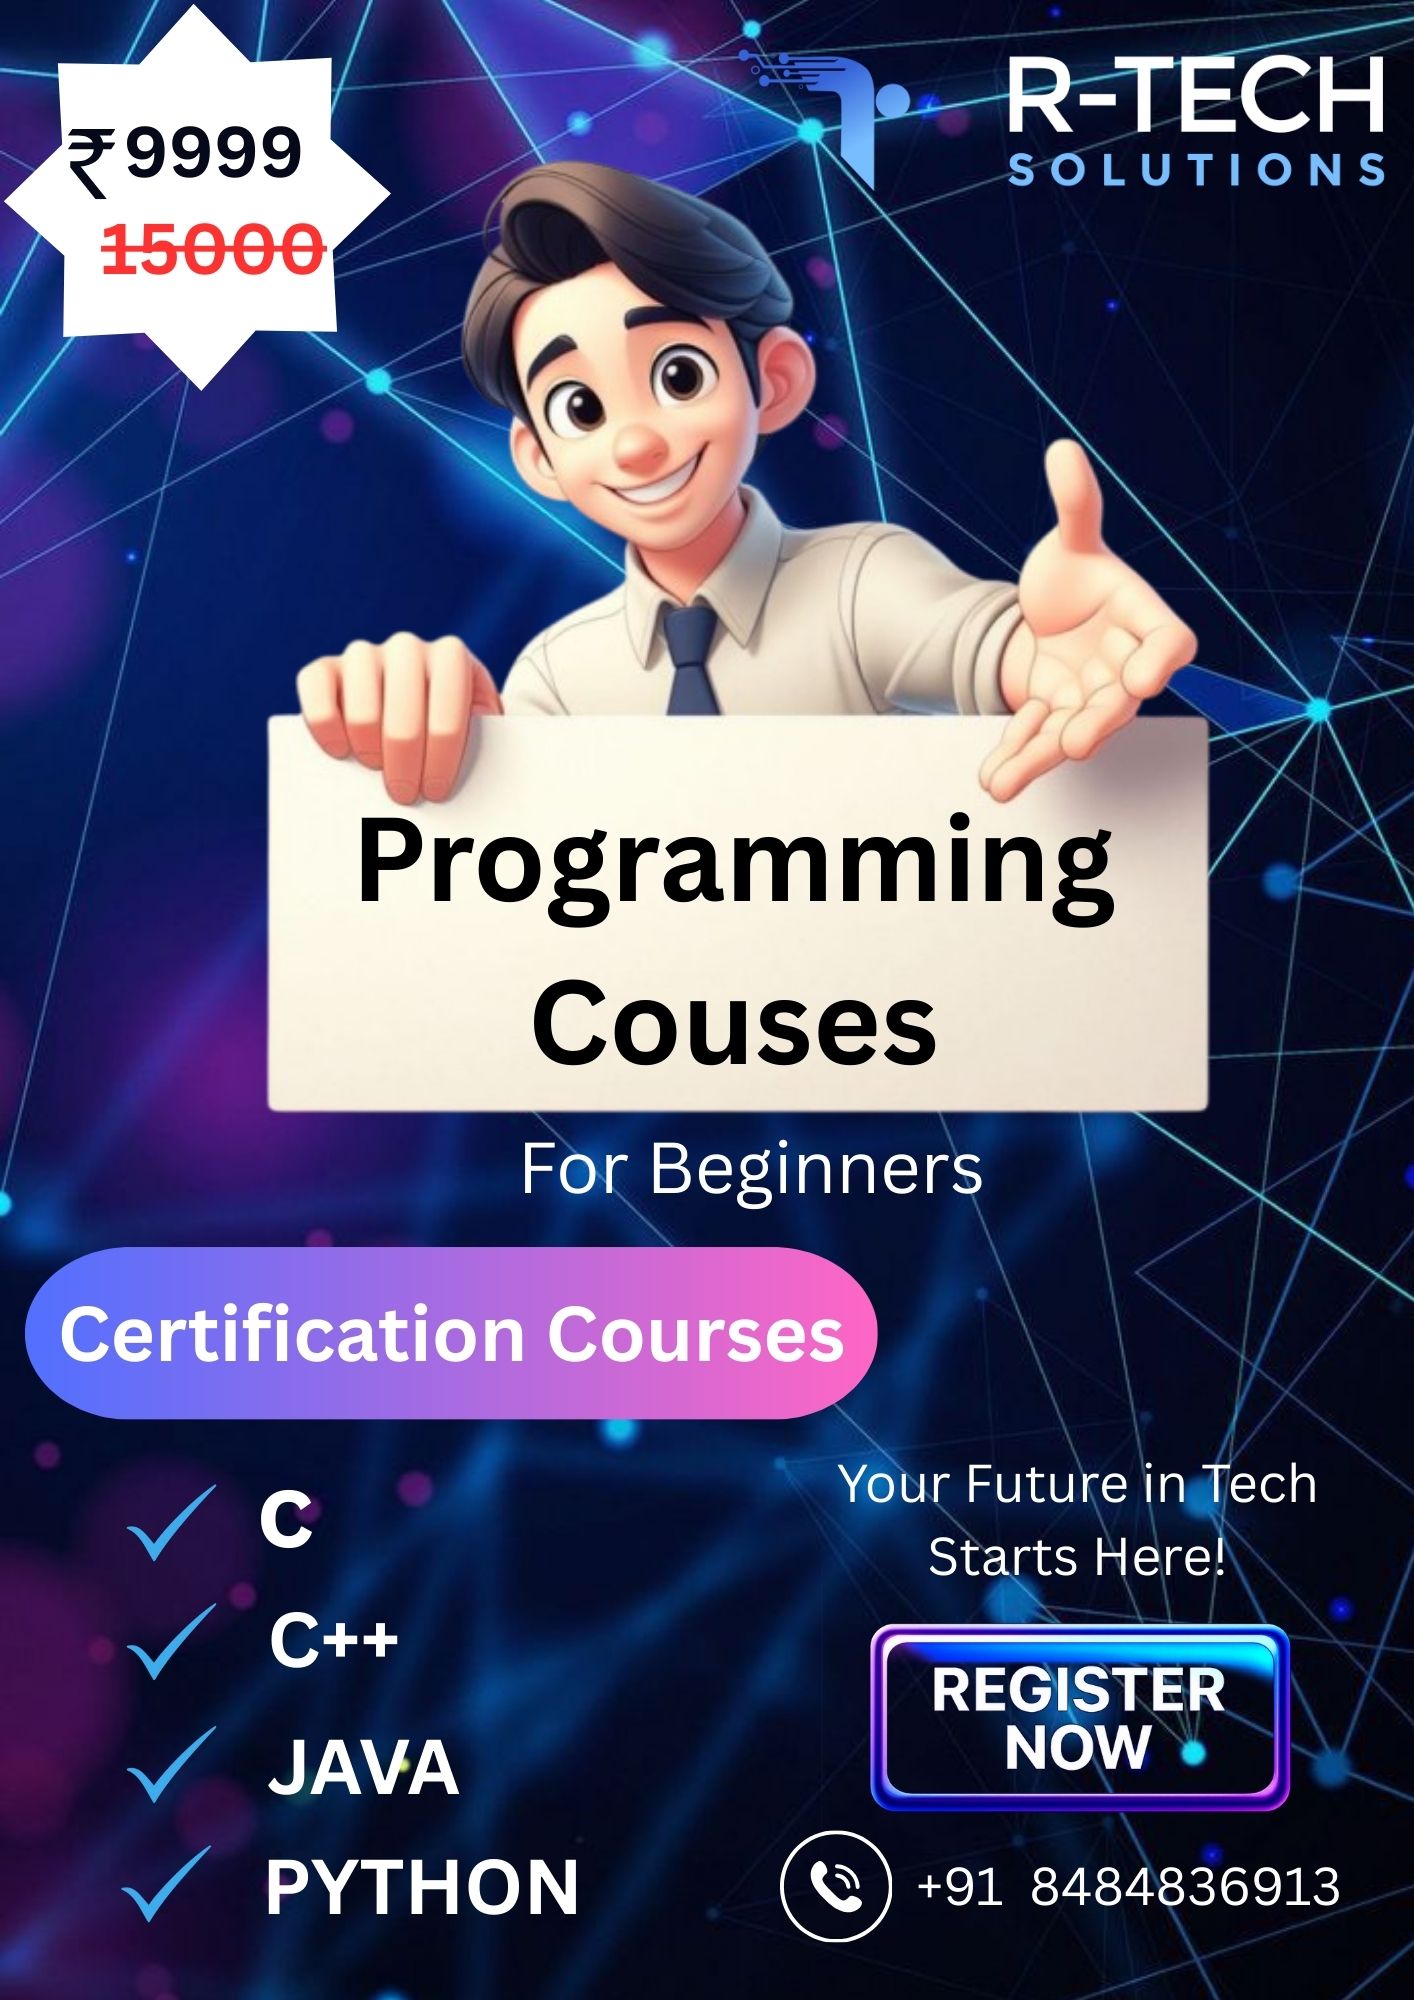 ₹9999
15000
R-TECH
SOLUTIONS
Programming
Couses
For Beginners
Certification Courses
C
C++
JAVA
PYTHON
Your Future in Tech
Starts Here!
REGISTER
NOW
+91 8484836913